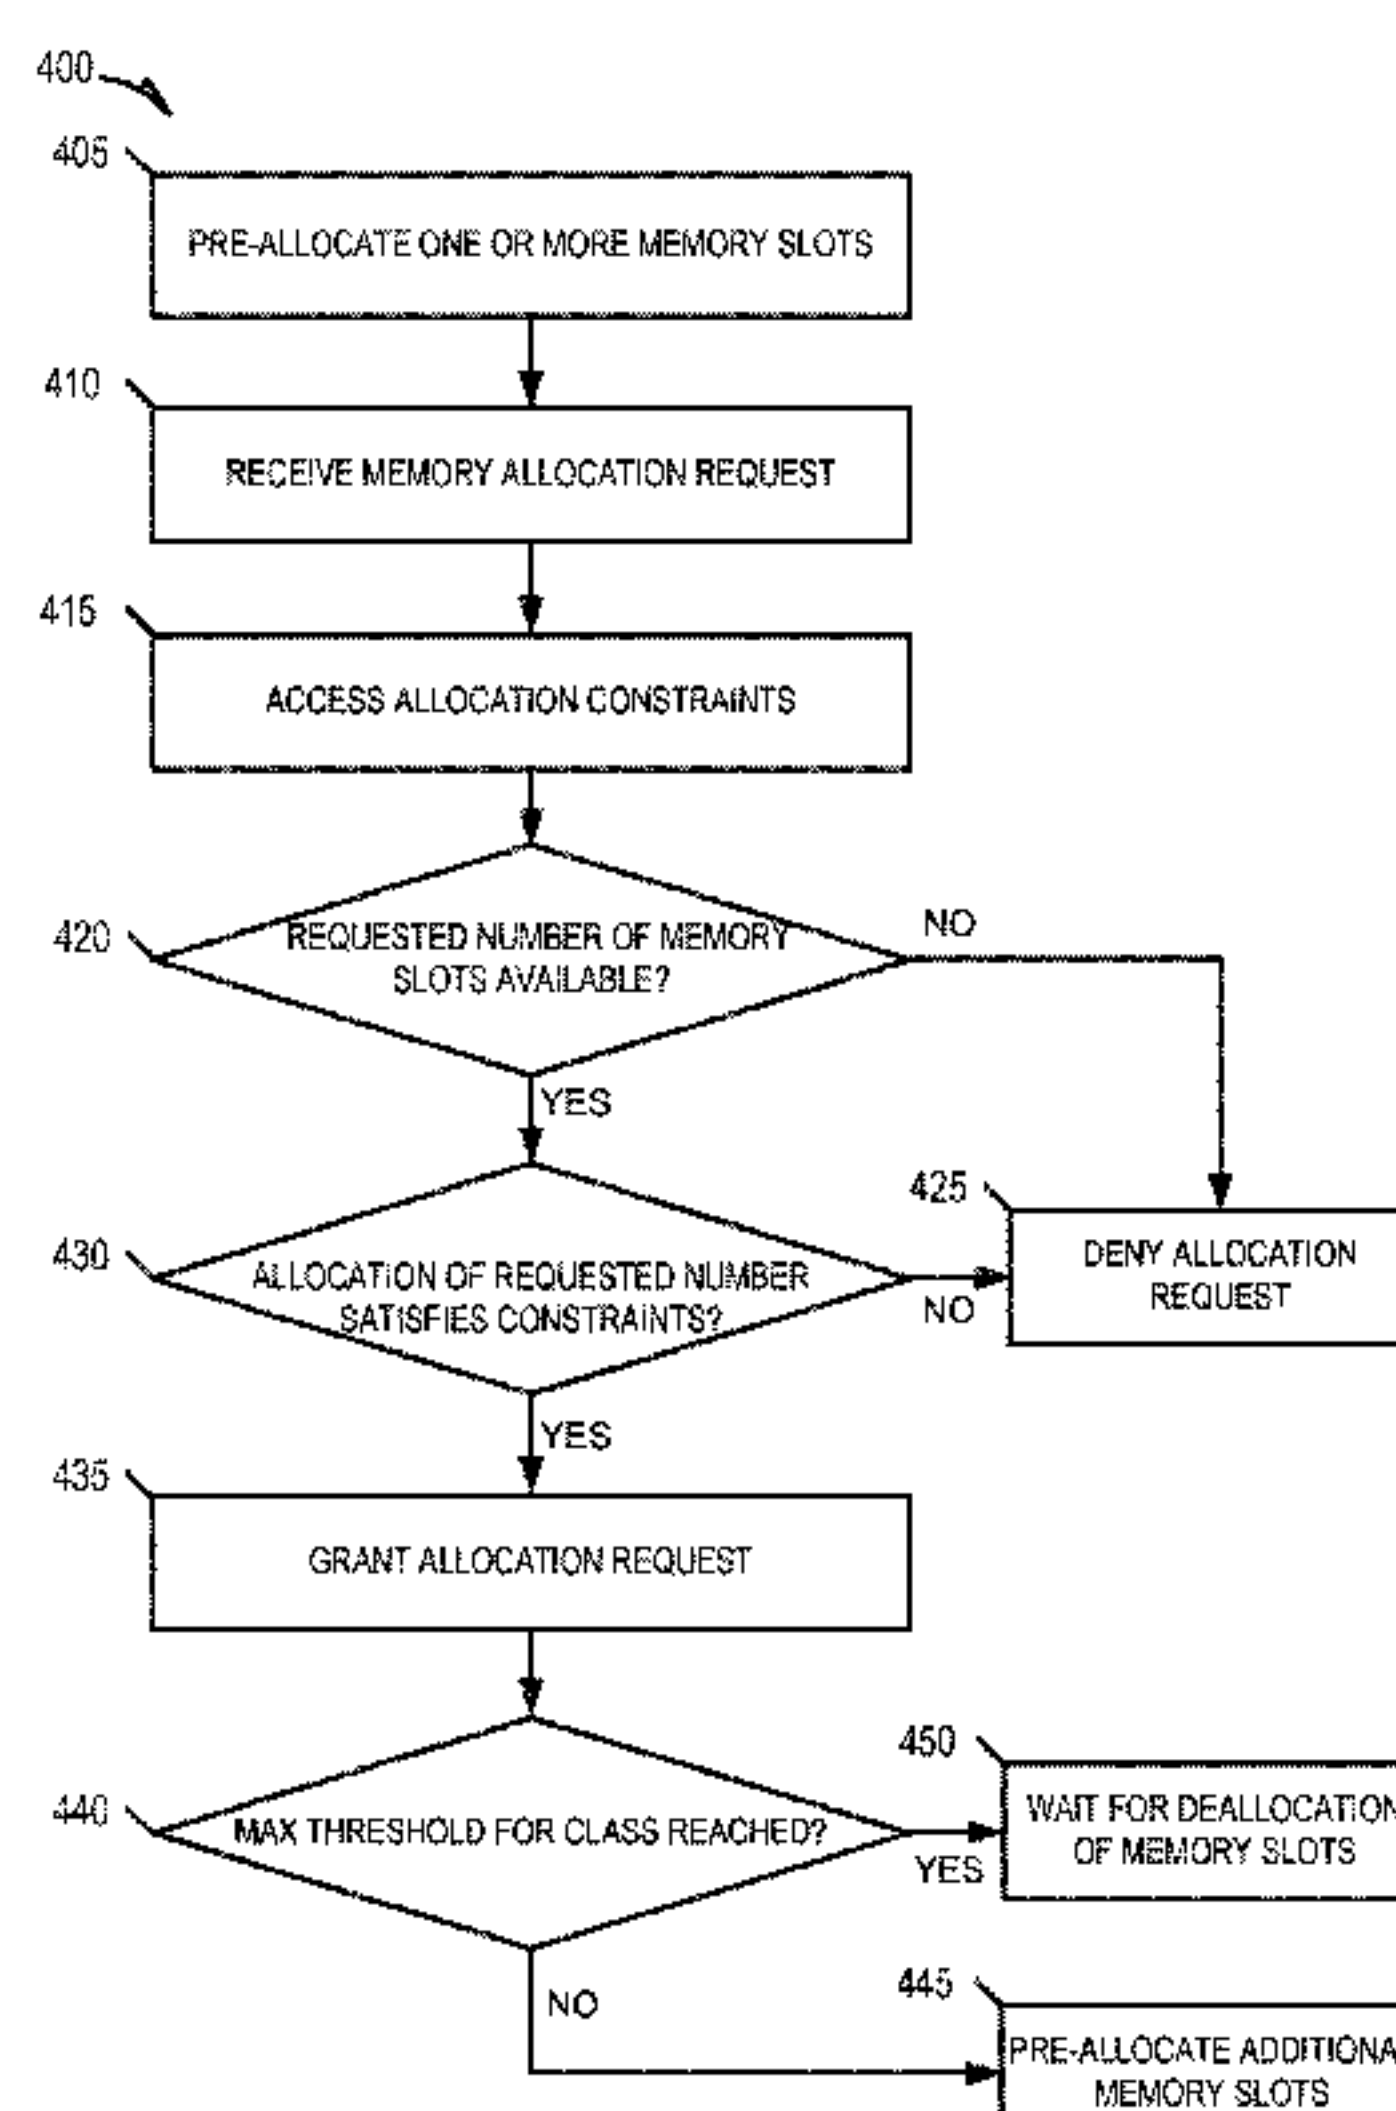 400
405
PRE-ALLOCATE ONE OR MORE MEMORY SLOTS
410
RECEIVE MEMORY ALLOCATION REQUEST
415
ACCESS ALLOCATION CONSTRAINTS
420
REQUESTED NUMBER OF MEMORY
SLOTS AVAILABLE?
NO
YES
425
DENY ALLOCATION
REQUEST
430
ALLOCATION OF REQUESTED NUMBER
SATISFIES CONSTRAINTS?
NO
YES
435
GRANT ALLOCATION REQUEST
440
MAX THRESHOLD FOR CLASS REACHED?
YES
450
WAIT FOR DEALLOCATION
OF MEMORY SLOTS
NO
445
PRE-ALLOCATE ADDITIONA
MEMORY SLOTS